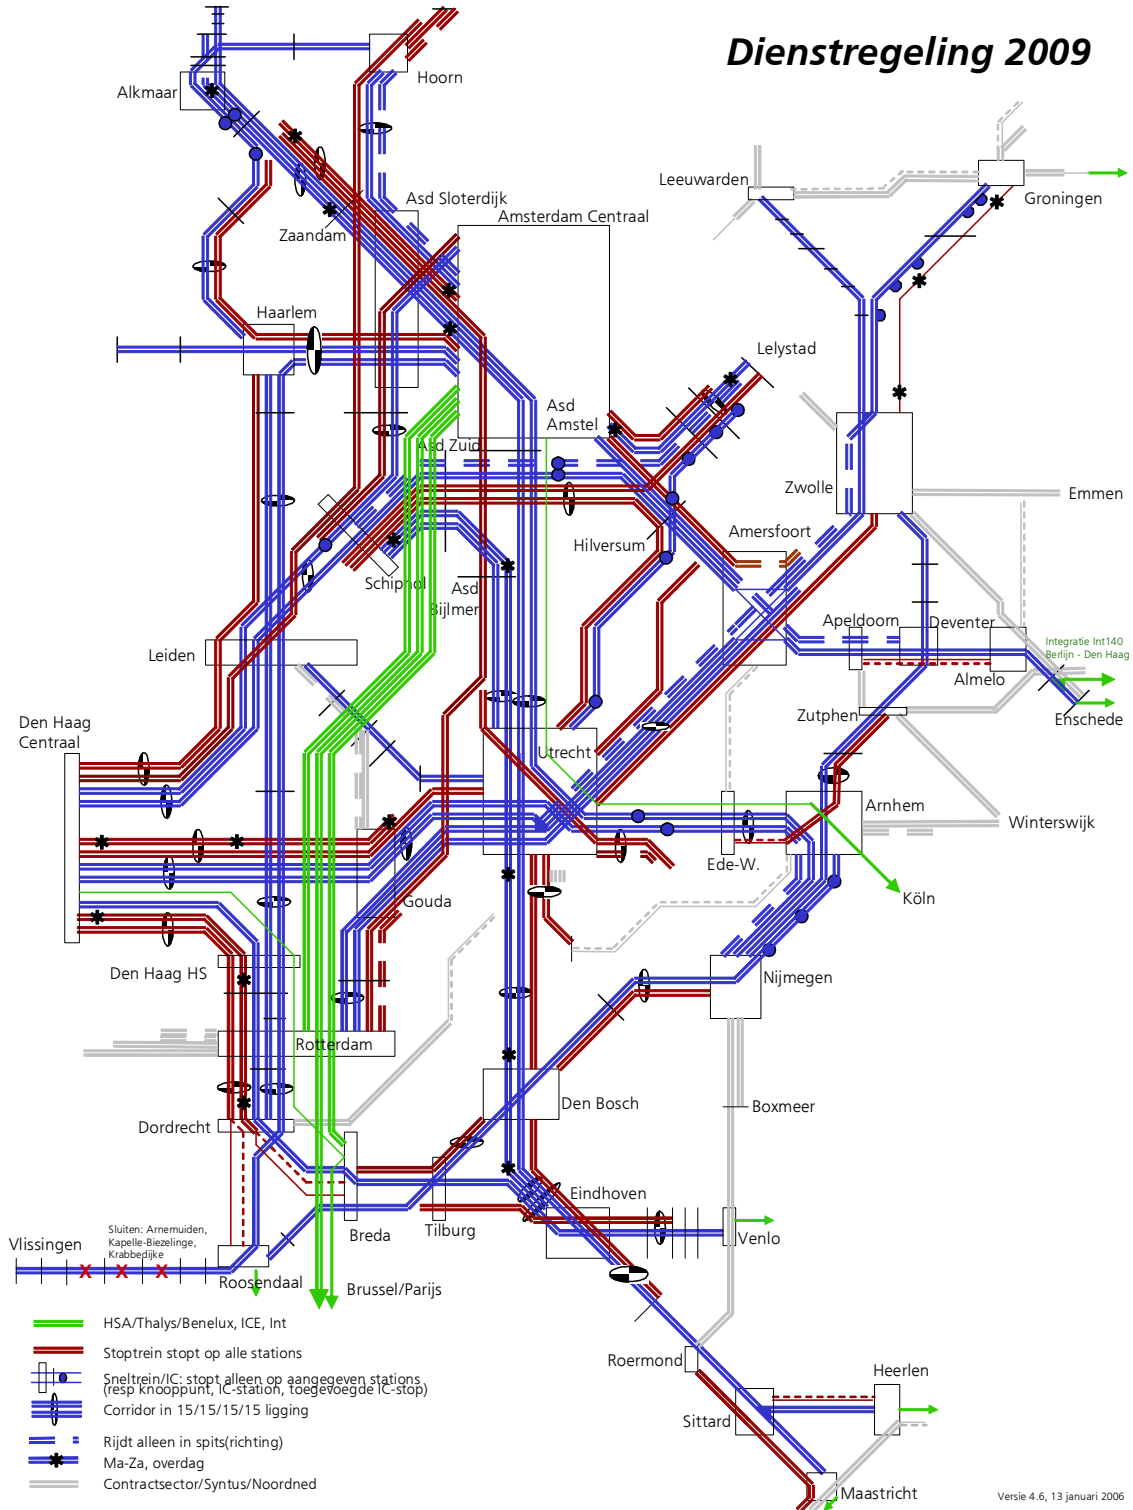 Dienstregeling 2009
Hoorn
Alkmaar
Leeuwarden
Asd Sloterdijk
Groningen
Amsterdam Centraal
Zaandam
Haarlem
Lelystad
Asd
Amstel
Asd Zuid
Zwolle
Emmen
Amersfoort
Hilversum
Schiphol
Asd
Bijlmer
Apeldoorn
Deventer
Integratie Int140
Berlijn - Den Haag
Leiden
Almelo
Zutphen
Enschede
Den Haag
Centraal
Utrecht
Arnhem
Winterswijk
Ede-W.
Gouda
Köln
Den Haag HS
Nijmegen
Rotterdam
Den Bosch
Boxmeer
Dordrecht
Eindhoven
Sluiten: Arnemuiden,
Kapelle-Biezelinge,
Krabbedijke
Breda
Tilburg
Venlo
Vlissingen
X X X
Roosendaal
Brussel/Parijs
HSA/Thalys/Benelux, ICE, Int
Stoptrein stopt op alle stations
Sneltrein/IC: stopt alleen op aangegeven stations
(resp knooppunt, IC-station, toegevoegde IC-stop)
Corridor in 15/15/15/15 ligging
Rijdt alleen in spits(richting)
Ma-Za, overdag
Contractsector/Syntus/Noordned
Roermond
Heerlen
Sittard
Maastricht
Versie 4.6, 13 januari 2006